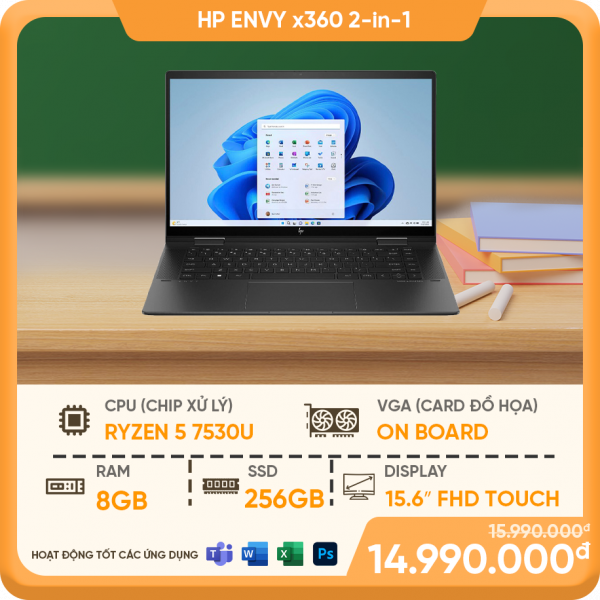 HP ENVY x360 2-in-1
CPU (CHIP XỬ LÝ)
RYZEN 5 7530U
VGA (CARD ĐỒ HỌA)
ON BOARD
RAM
8GB
SSD
256GB
DISPLAY
15.6″ FHD TOUCH
HOẠT ĐỘNG TỐT CÁC ỨNG DỤNG
T
W
X
Ps
15.990.000đ
14.990.000đ